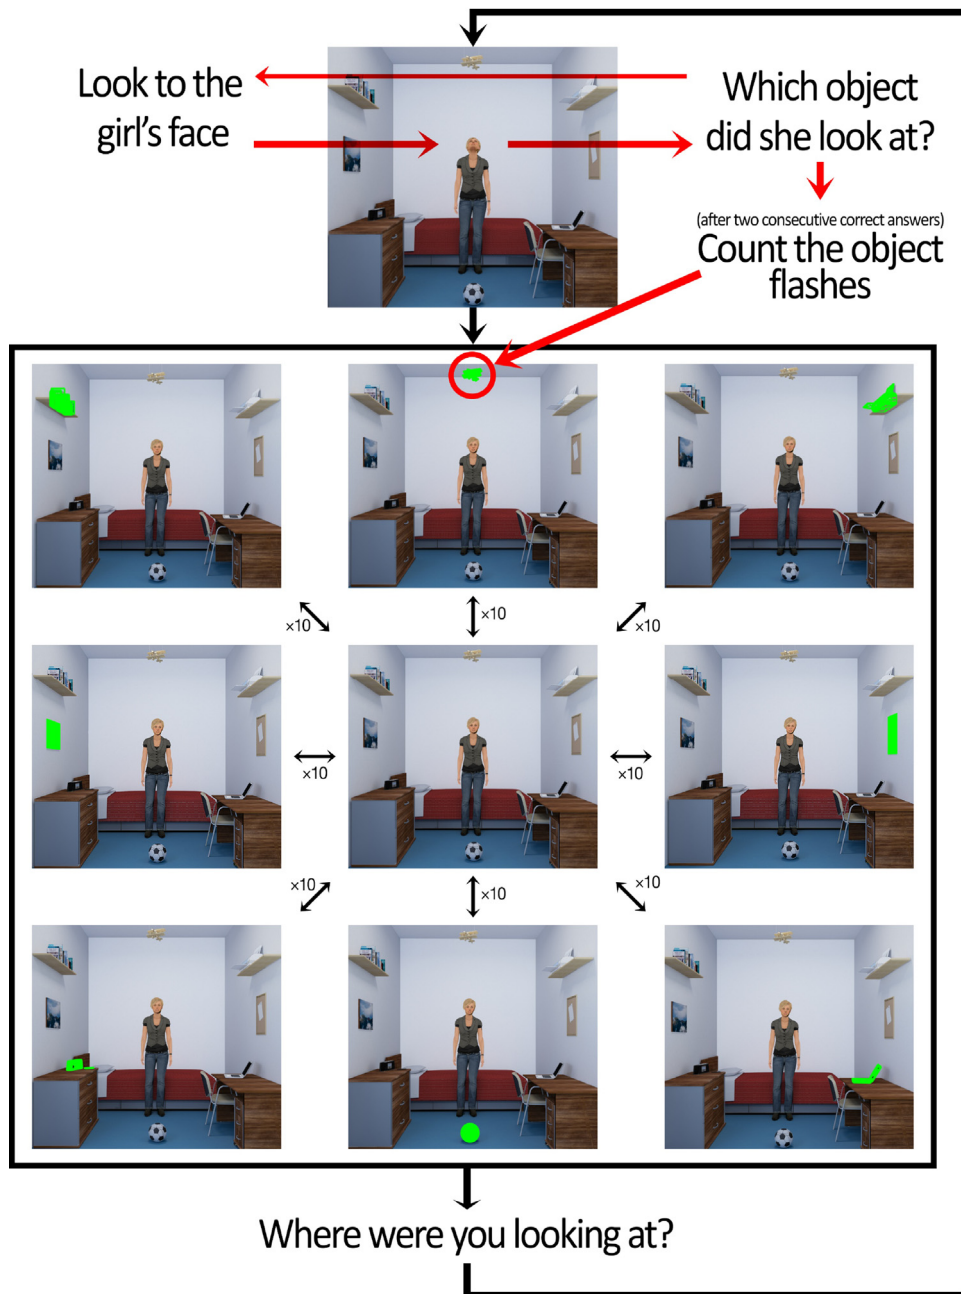 Look to the
girl's face
Which object
did she look at?
(after two consecutive correct answers)
Count the object
flashes
×10
×10
×10
×10
×10
×10
×10
×10
Where were you looking at?